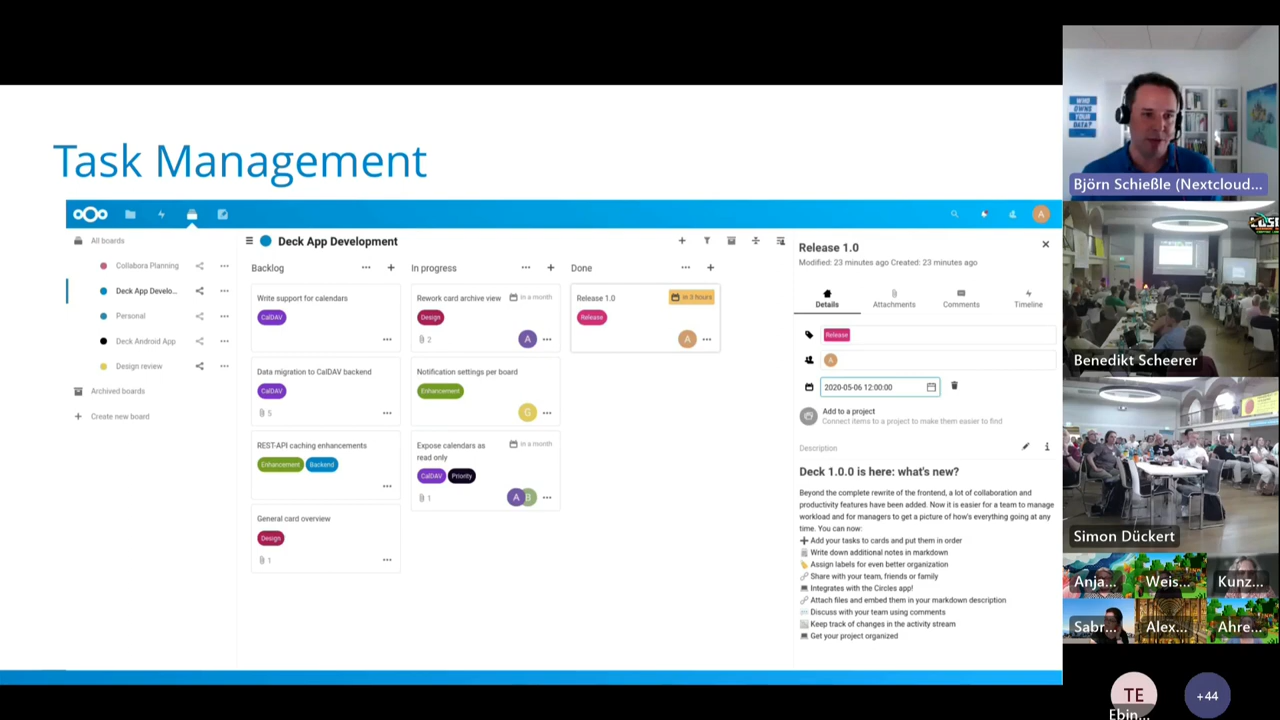 Task Management
A
All boards
Collabora Planning
Deck App Develo...
Personal
Deck Android App
Design review
Archived boards
Create new board
Deck App Development
Backlog
Write support for calendars
CalDAV
Data migration to CalDAV backend
CalDAV
5
REST-API caching enhancements
Enhancement
Backend
General card overview
Design
1
In progress
Rework card archive view
in a month
Design
2
A
Notification settings per board
Enhancement
G
Expose calendars as
read only
in a month
CalDAV
Priority
1
A
B
Done
Release 1.0
in 3 hours
Release
A
Release 1.0
Modified: 23 minutes ago Created: 23 minutes ago
Details
Attachments
Comments
Timeline
Release
A
2020-05-06 12:00:00
Add to a project
Connect items to a project to make them easier to find
Description
Deck 1.0.0 is here: what's new?
Beyond the complete rewrite of the frontend, a lot of collaboration and
productivity features have been added. Now it is easier for a team to manage
workload and for managers to get a picture of how's everything going at any
time. You can now:
Add your tasks to cards and put them in order
Write down additional notes in markdown
Assign labels for even better organization
Share with your team, friends or family
Integrates with the Circles app!
Attach files and embed them in your markdown description
Discuss with your team using comments
Keep track of changes in the activity stream
Get your project organized
WHO
OWNS
YOUR
DATA?
Björn Schießle (Nextcloud...
Benedikt Scheerer
Simon Dückert
Anja...
Weis...
Kunz...
Sabr...
Alex...
Ahre...
TE
Ebin...
+44